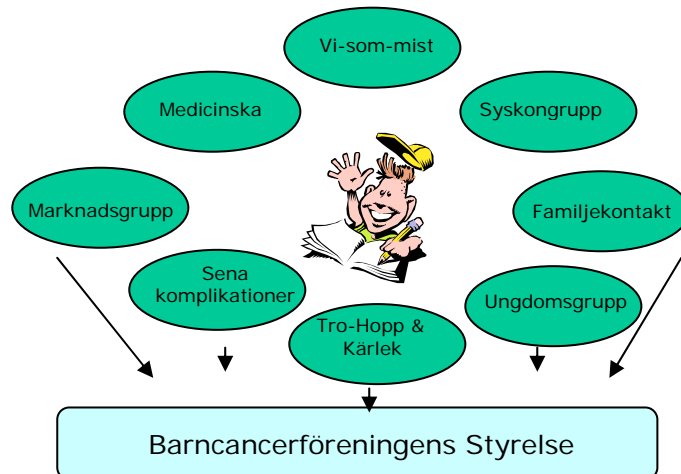 Vi-som-mist
Medicinska
Syskongrupp
Marknadsgrupp
Familjekontakt
Sena
komplikationer
Ungdomsgrupp
Tro-Hopp &
Kärlek
Barncancerföreningens Styrelse